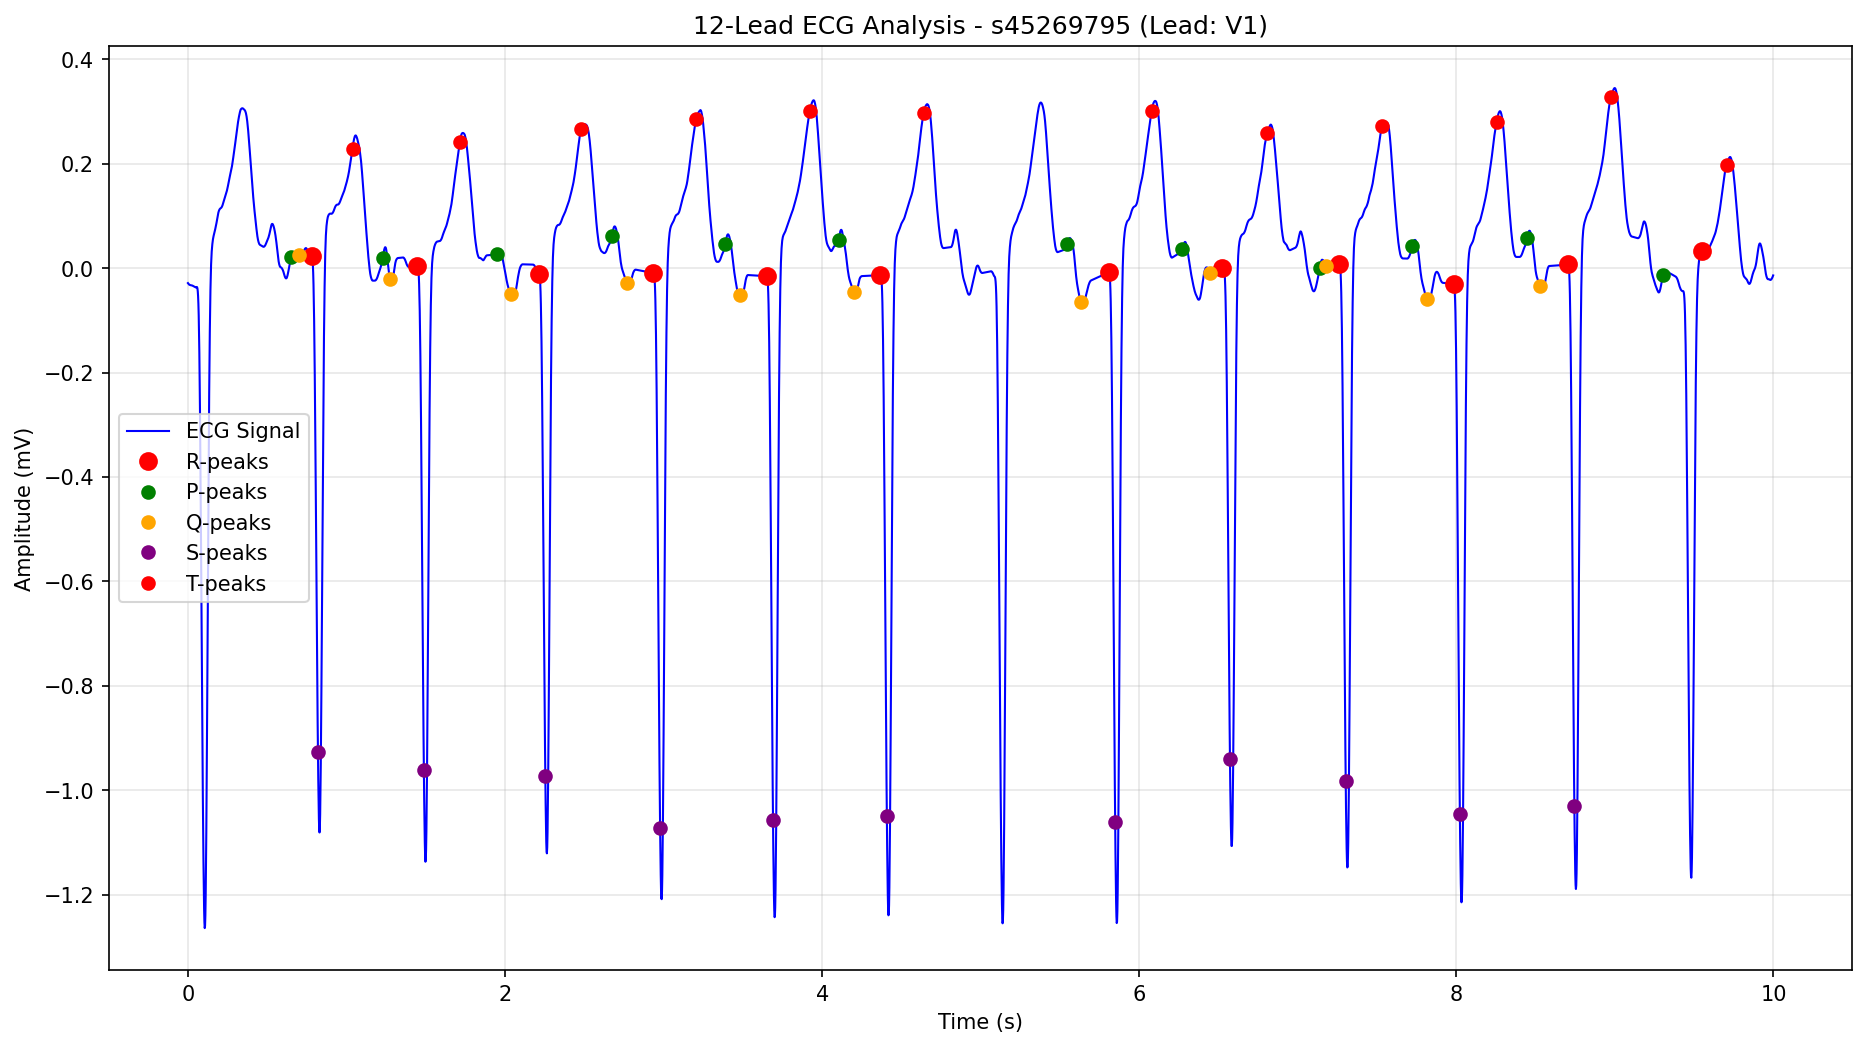 12-Lead ECG Analysis - s45269795 (Lead: V1)
Amplitude (mV)
0.4
0.2
0.0
−0.2
−0.4
−0.6
−0.8
−1.0
−1.2
ECG Signal
R-peaks
P-peaks
Q-peaks
S-peaks
T-peaks
0 2 4 6 8 10
Time (s)